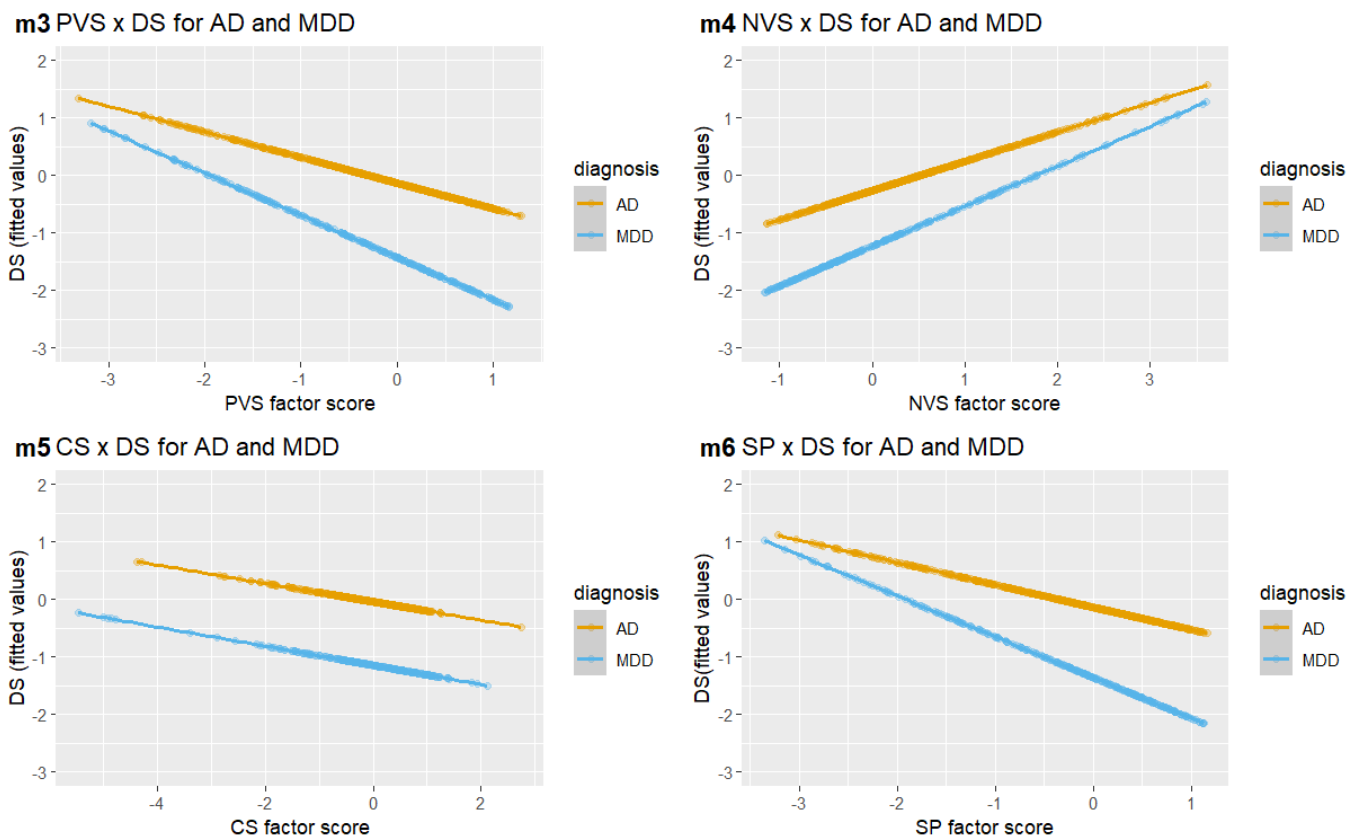 m3 PVS x DS for AD and MDD
2
1
0
-1
-2
-3
DS (fitted values)
-3 -2 -1 0 1
PVS factor score
diagnosis
AD
MDD
m4 NVS x DS for AD and MDD
2
1
0
-1
-2
-3
DS (fitted values)
-1 0 1 2 3
NVS factor score
diagnosis
AD
MDD
m5 CS x DS for AD and MDD
2
1
0
-1
-2
-3
DS (fitted values)
-4 -2 0 2
CS factor score
diagnosis
AD
MDD
m6 SP x DS for AD and MDD
2
1
0
-1
-2
-3
DS(fitted values)
-3 -2 -1 0 1
SP factor score
diagnosis
AD
MDD